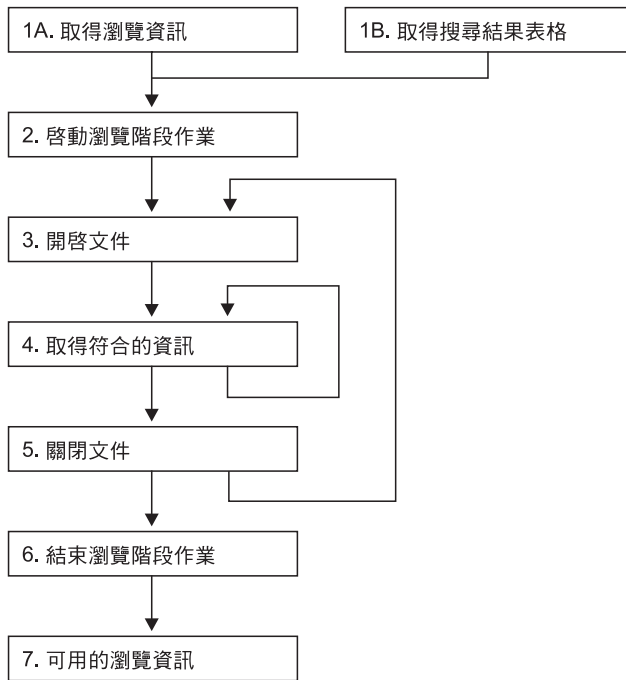 1A. 取得瀏覽資訊
1B. 取得搜尋結果表格
2. 啓動瀏覽階段作業
3. 開啓文件
4. 取得符合的資訊
5. 關閉文件
6. 結束瀏覽階段作業
7. 可用的瀏覽資訊